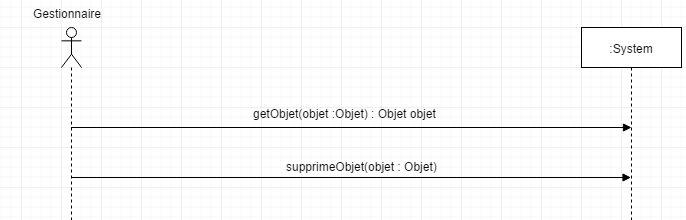 Gestionnaire
:System
getObjet(objet :Objet) : Objet objet
supprimeObjet(objet : Objet)